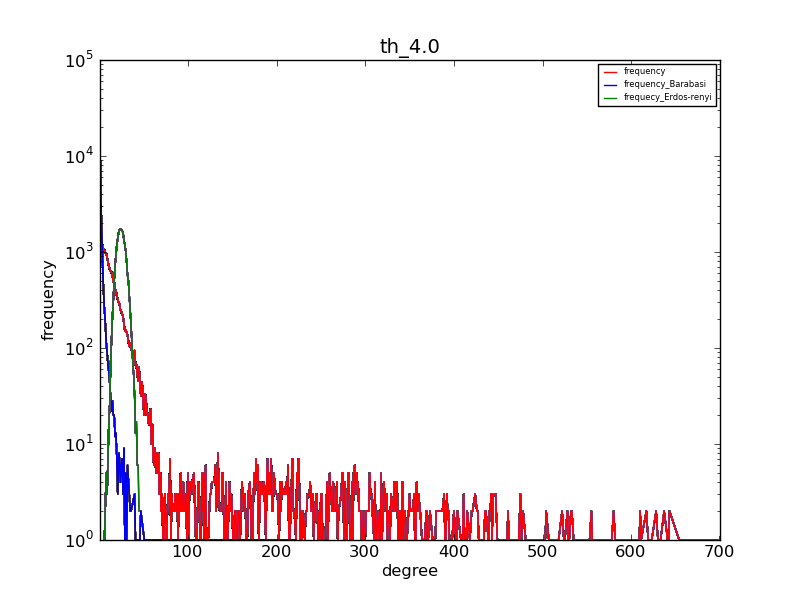 th_4.0
10^5
10^4
10^3
10^2
10^1
10^0
frequency
frequency
frequency_Barabasi
frequecy_Erdos-renyi
100 200 300 400 500 600 700
degree